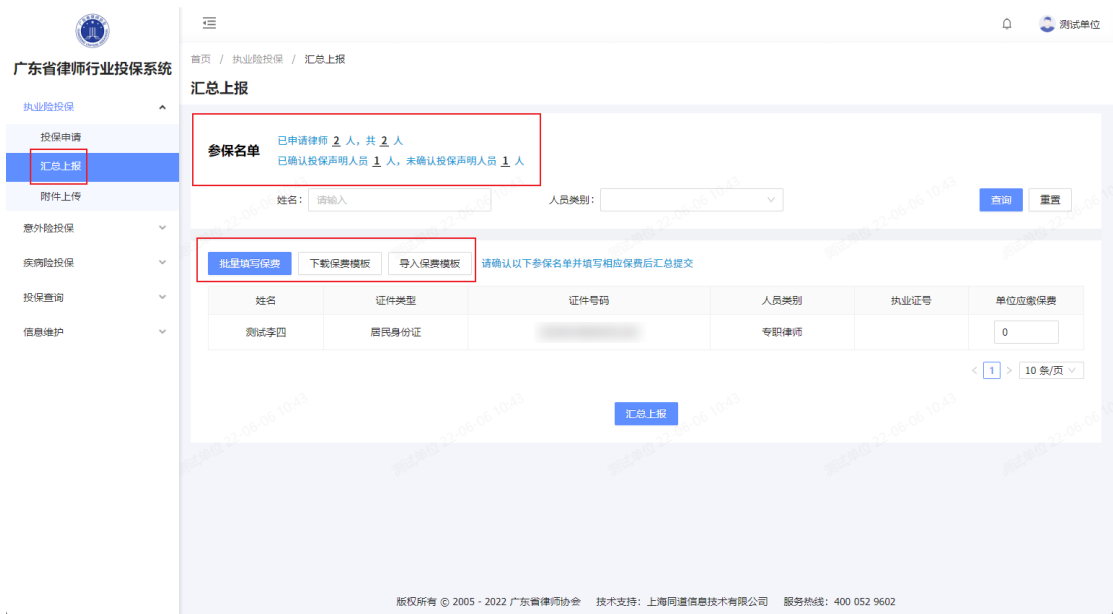 测试单位
广东省律师行业投保系统
首页 / 执业险投保 / 汇总上报
汇总上报
执业险投保
投保申请
汇总上报
附件上传
意外险投保
疾病险投保
投保查询
信息维护
参保名单
已申请律师 2 人，共 2 人
已确认投保声明人员 1 人，未确认投保声明人员 1 人
姓名： 请输入 人员类别： 查询 重置
批量填写保费 下载保费模板 导入保费模板 请确认以下参保名单并填写相应保费后汇总提交
姓名 证件类型 证件号码 人员类别 执业证号 单位应缴保费
测试李四 居民身份证 专职律师 0
< 1 > 10 条/页
汇总上报
测试单位 22-06-06 10:43
版权所有 © 2005 - 2022 广东省律师协会 技术支持：上海同道信息技术有限公司 服务热线：400 052 9602